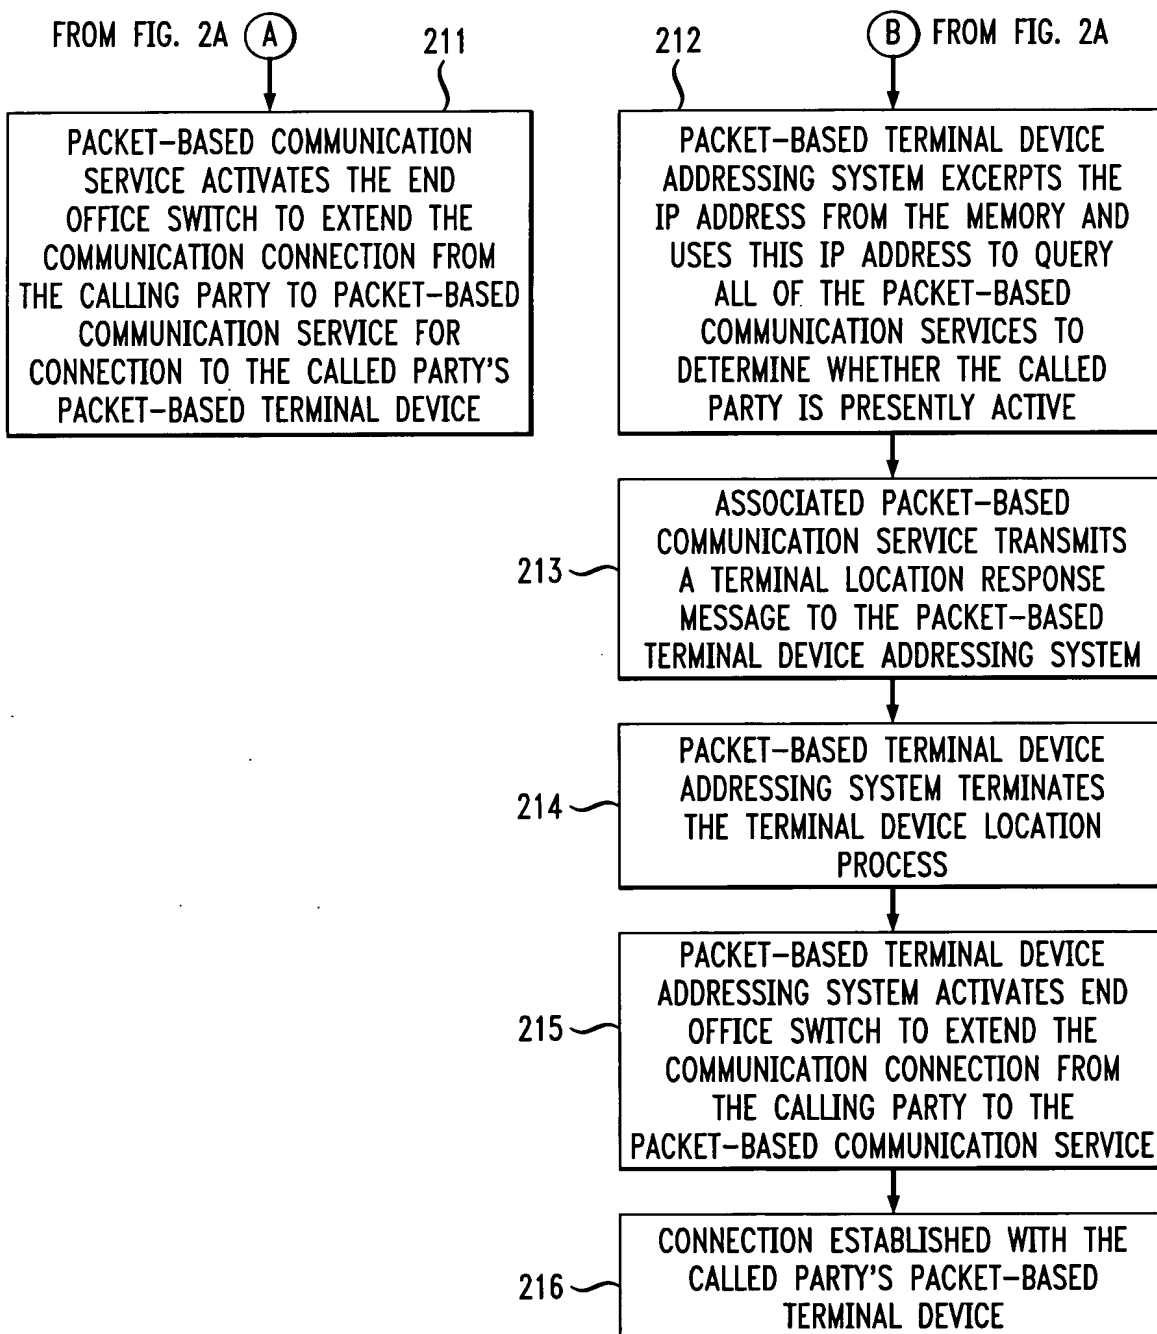 FROM FIG. 2A A
211
PACKET-BASED COMMUNICATION
SERVICE ACTIVATES THE END
OFFICE SWITCH TO EXTEND THE
COMMUNICATION CONNECTION FROM
THE CALLING PARTY TO PACKET-BASED
COMMUNICATION SERVICE FOR
CONNECTION TO THE CALLED PARTY'S
PACKET-BASED TERMINAL DEVICE
212
B FROM FIG. 2A
PACKET-BASED TERMINAL DEVICE
ADDRESSING SYSTEM EXCERPTS THE
IP ADDRESS FROM THE MEMORY AND
USES THIS IP ADDRESS TO QUERY
ALL OF THE PACKET-BASED
COMMUNICATION SERVICES TO
DETERMINE WHETHER THE CALLED
PARTY IS PRESENTLY ACTIVE
213
ASSOCIATED PACKET-BASED
COMMUNICATION SERVICE TRANSMITS
A TERMINAL LOCATION RESPONSE
MESSAGE TO THE PACKET-BASED
TERMINAL DEVICE ADDRESSING SYSTEM
214
PACKET-BASED TERMINAL DEVICE
ADDRESSING SYSTEM TERMINATES
THE TERMINAL DEVICE LOCATION
PROCESS
215
PACKET-BASED TERMINAL DEVICE
ADDRESSING SYSTEM ACTIVATES END
OFFICE SWITCH TO EXTEND THE
COMMUNICATION CONNECTION FROM
THE CALLING PARTY TO THE
PACKET-BASED COMMUNICATION SERVICE
216
CONNECTION ESTABLISHED WITH THE
CALLED PARTY'S PACKET-BASED
TERMINAL DEVICE